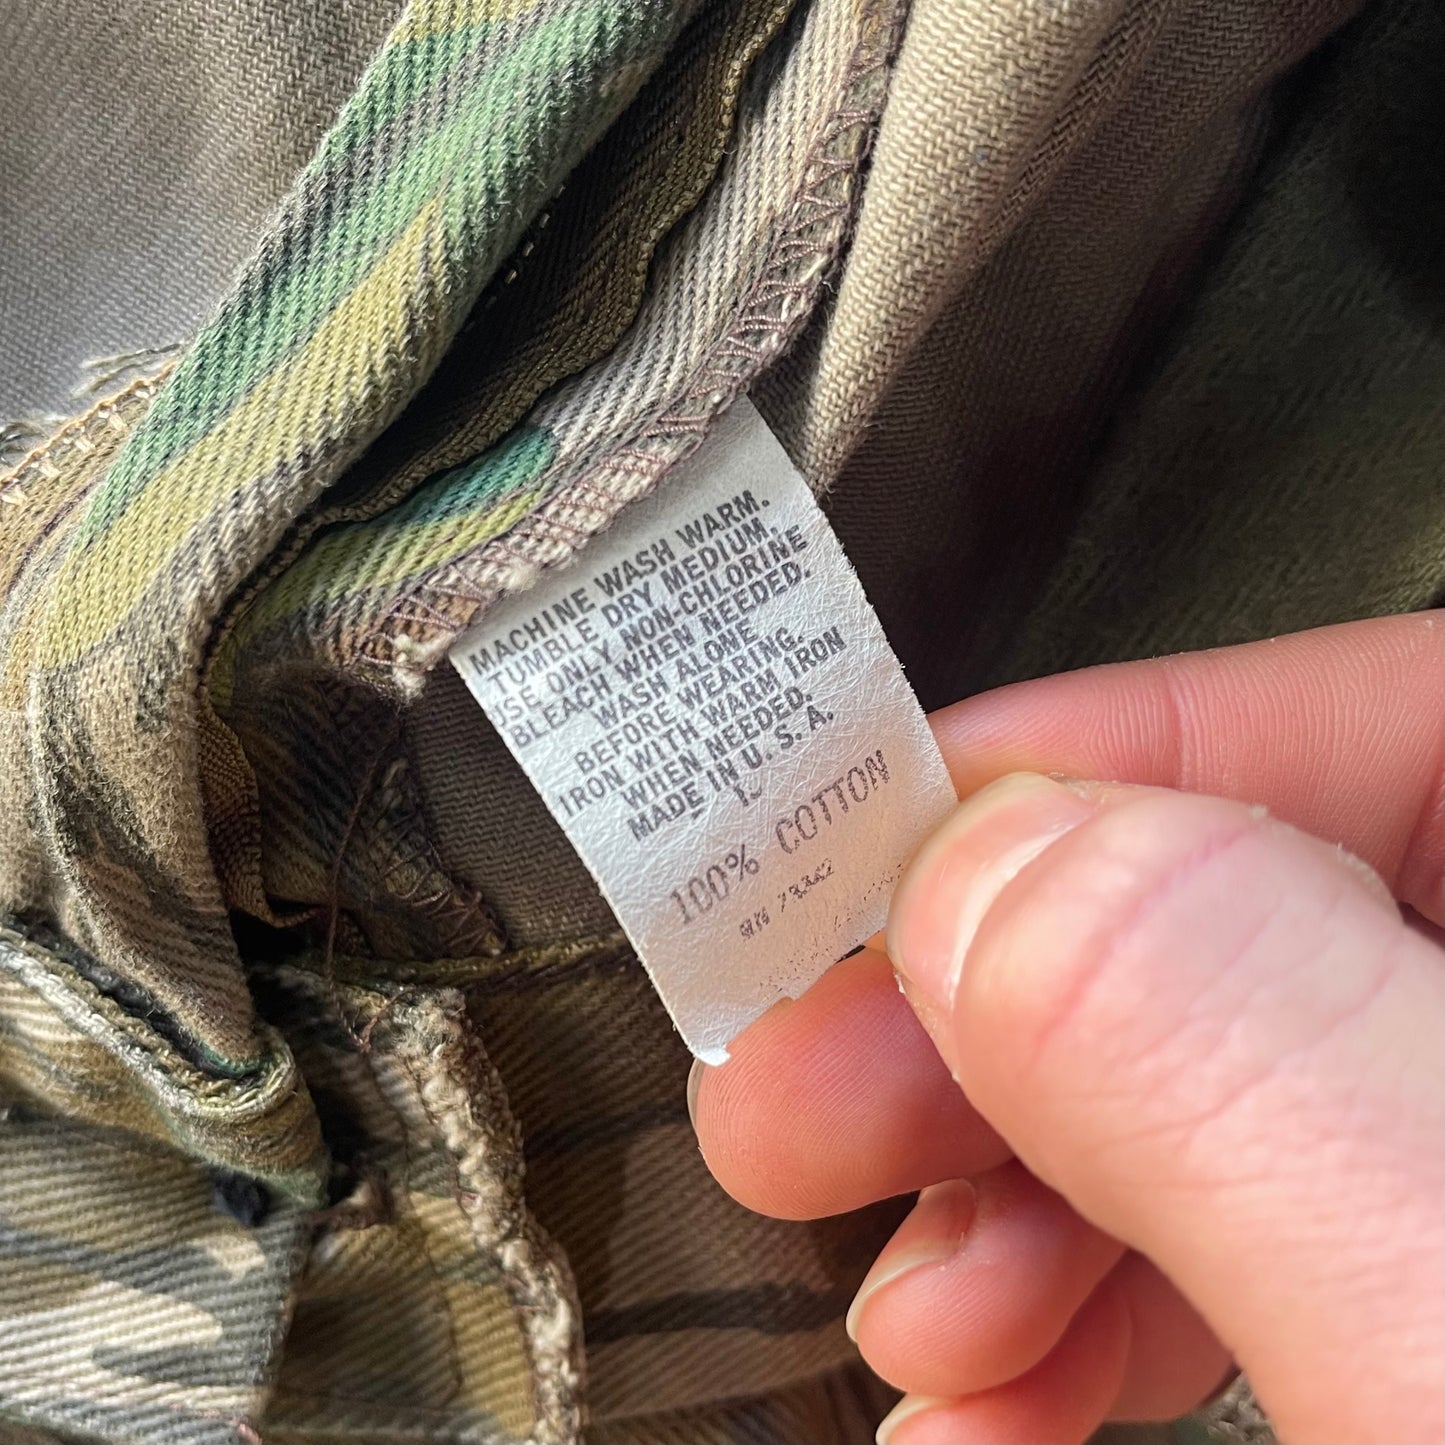 MACHINE WASH WARM.
TUMBLE DRY MEDIUM.
USE ONLY NON-CHLORINE
BLEACH WHEN NEEDED.
WASH ALONE
BEFORE WEARING.
IRON WITH WARM IRON
WHEN NEEDED.
MADE IN U.S.A.
100% COTTON
RN